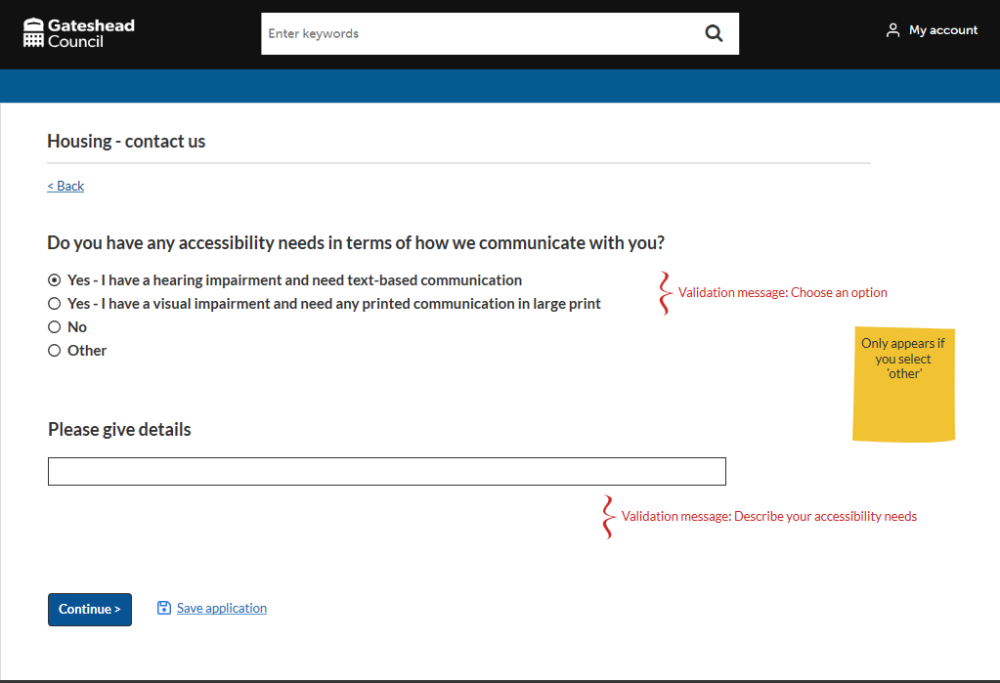 Gateshead
Council
Enter keywords
My account
Housing - contact us
< Back
Do you have any accessibility needs in terms of how we communicate with you?
Yes - I have a hearing impairment and need text-based communication
Yes - I have a visual impairment and need any printed communication in large print
No
Other
Validation message: Choose an option
Only appears if
you select
'other'
Please give details
Validation message: Describe your accessibility needs
Continue >
Save application